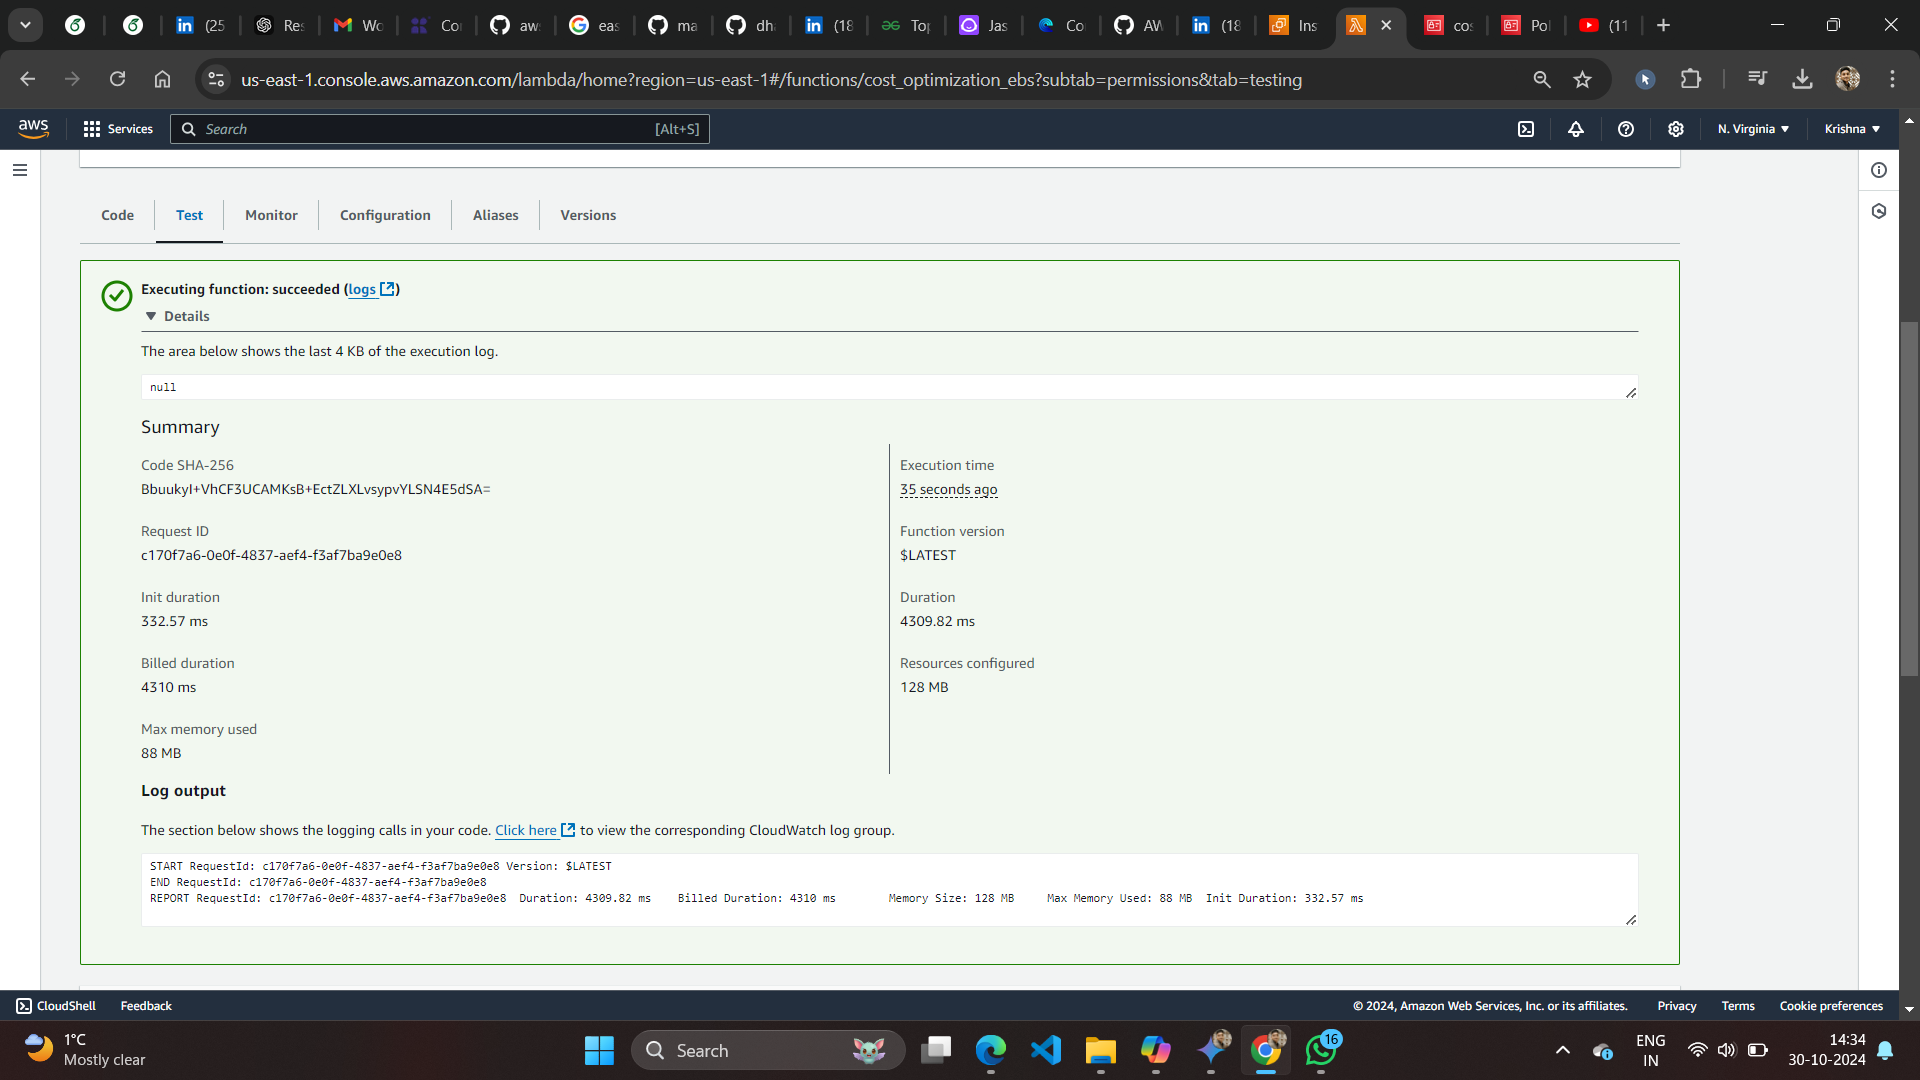 (25
Res
Wo
Co
aws
eas
ma
dha
(18
Top
Jas
Co
AW
(18
Ins
cos
Pol
(11
us-east-1.console.aws.amazon.com/lambda/home?region=us-east-1#/functions/cost_optimization_ebs?subtab=permissions&tab=testing
aws
Services
Search
[Alt+S]
N. Virginia
Krishna
Code
Test
Monitor
Configuration
Aliases
Versions
Executing function: succeeded (logs)
Details
The area below shows the last 4 KB of the execution log.
null
Summary
Code SHA-256
BbuukyI+VhCF3UCAMKsB+EctZLXLvsypvYLSN4E5dSA=
Execution time
35 seconds ago
Request ID
c170f7a6-0e0f-4837-aef4-f3af7ba9e0e8
Function version
$LATEST
Init duration
332.57 ms
Duration
4309.82 ms
Billed duration
4310 ms
Resources configured
128 MB
Max memory used
88 MB
Log output
The section below shows the logging calls in your code. Click here to view the corresponding CloudWatch log group.
START RequestId: c170f7a6-0e0f-4837-aef4-f3af7ba9e0e8 Version: $LATEST
END RequestId: c170f7a6-0e0f-4837-aef4-f3af7ba9e0e8
REPORT RequestId: c170f7a6-0e0f-4837-aef4-f3af7ba9e0e8 Duration: 4309.82 ms Billed Duration: 4310 ms Memory Size: 128 MB Max Memory Used: 88 MB Init Duration: 332.57 ms
CloudShell
Feedback
© 2024, Amazon Web Services, Inc. or its affiliates.
Privacy
Terms
Cookie preferences
1°C
Mostly clear
Search
16
ENG
IN
14:34
30-10-2024